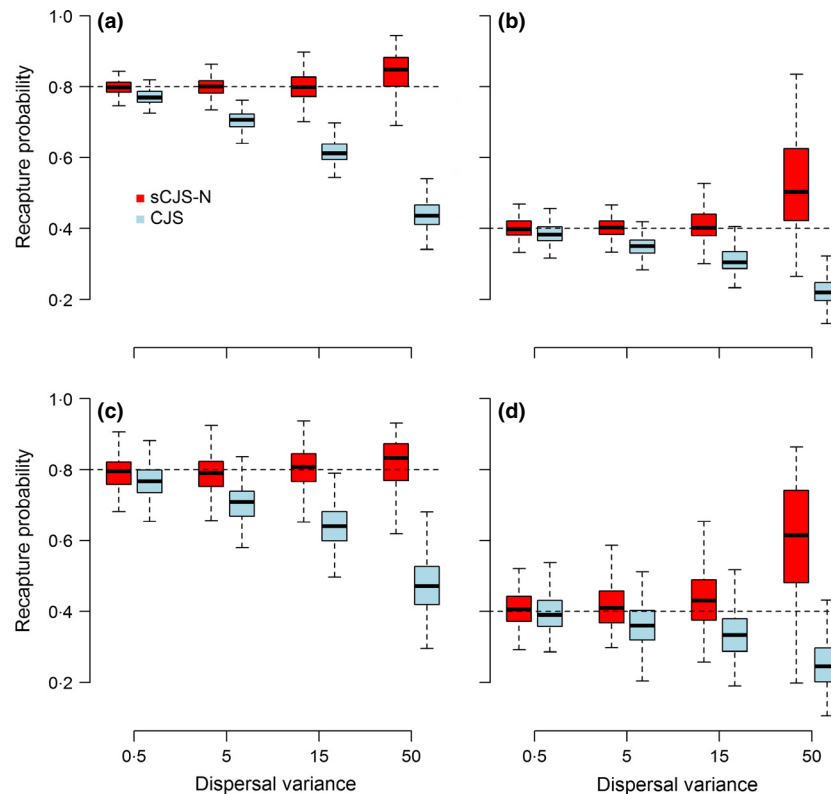 (a)
(b)
1·0
0·8
0·6
0·4
0·2
Recapture probability
sCJS-N
CJS
(c)
(d)
1·0
0·8
0·6
0·4
0·2
Recapture probability
0·5
5
15
50
0·5
5
15
50
Dispersal variance
Dispersal variance